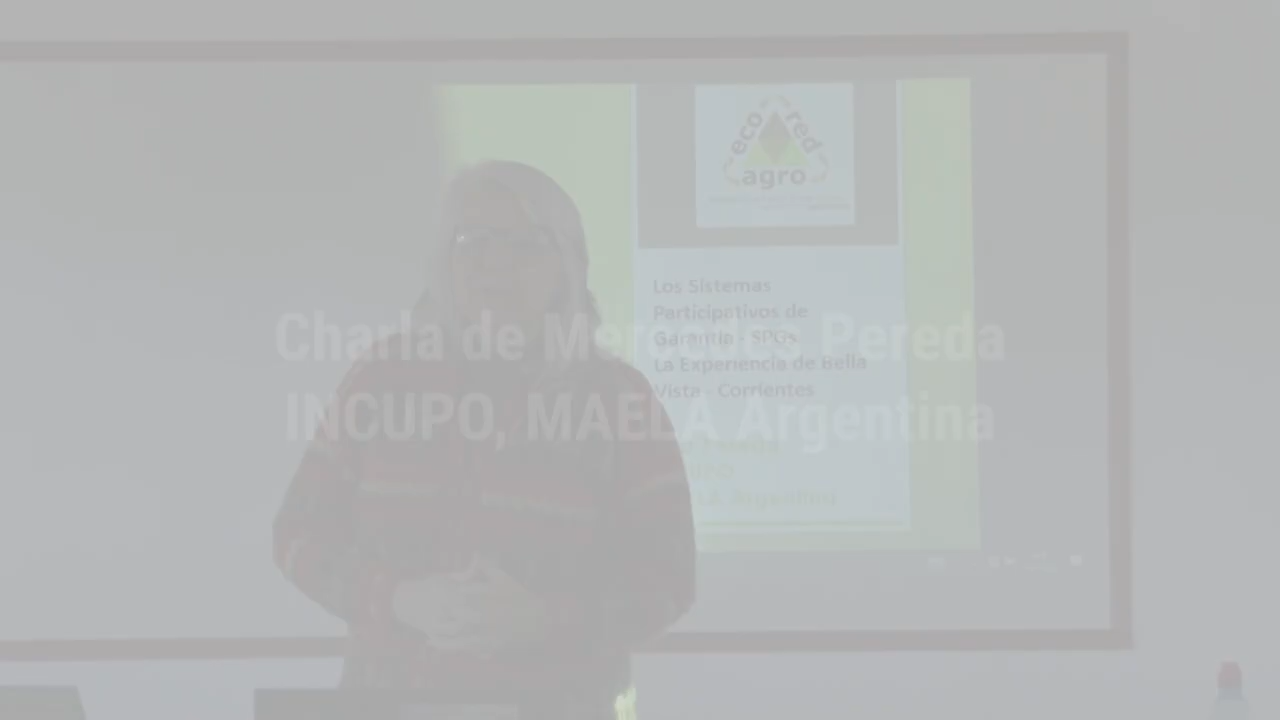 eco red
agro
Los Sistemas
Participativos de
Garantía - SPGs
La Experiencia de Bella
Vista - Corrientes
Charla de Mercedes Pereda
INCUPO, MAELA Argentina
Argentina